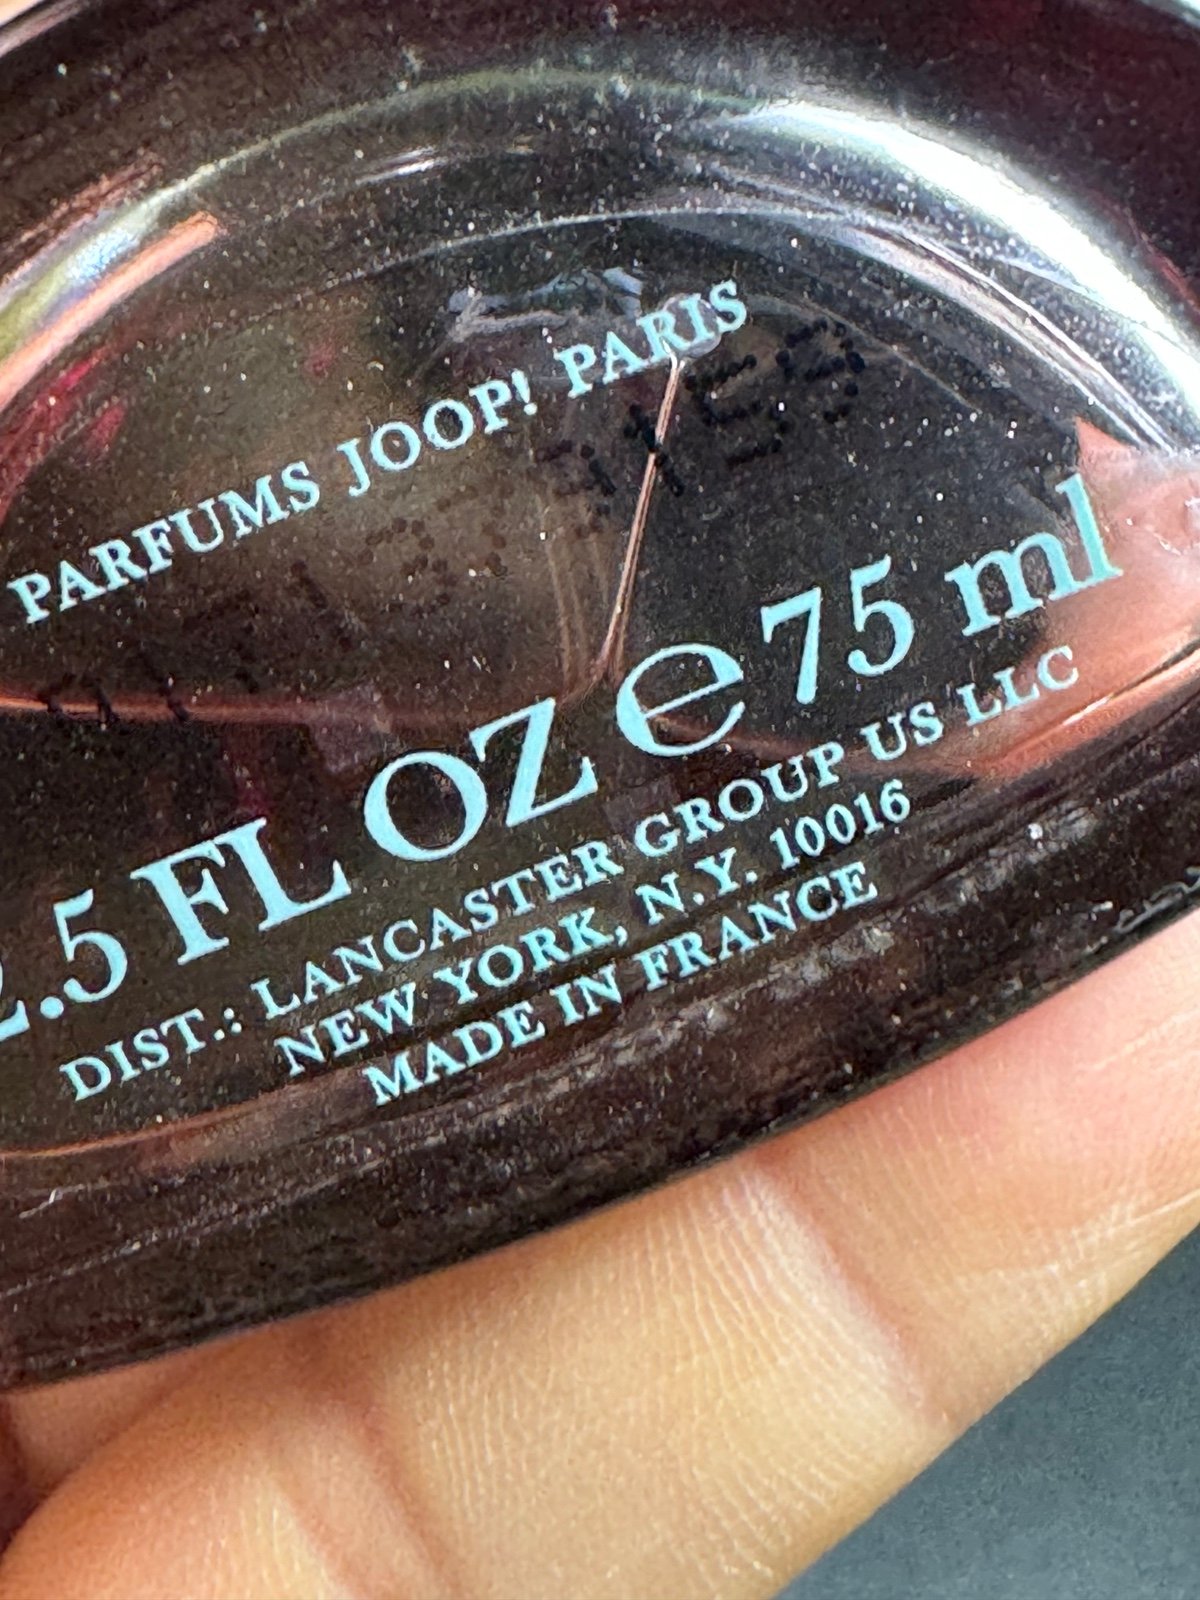 PARFUMS JOOP! PARIS
2.5 FL OZ e 75 ml
DIST.: LANCASTER GROUP US LLC
NEW YORK, N.Y. 10016
MADE IN FRANCE